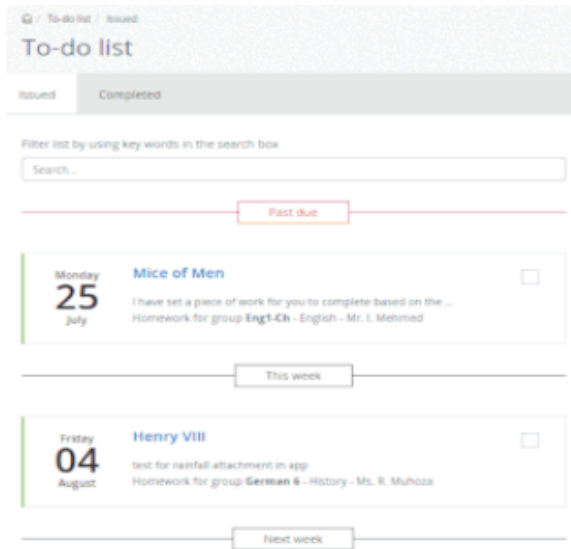 / To-do list / Issued
To-do list
Issued Completed
Filter list by using key words in the search box
Search...
Past due
Monday
25
July
Mice of Men
I have set a piece of work for you to complete based on the ...
Homework for group Eng1-Ch - English - Mr. I. Mehmed
This week
Friday
04
August
Henry VIII
test for rainfall attachment in app
Homework for group German 6 - History - Ms. R. Muhoza
Next week